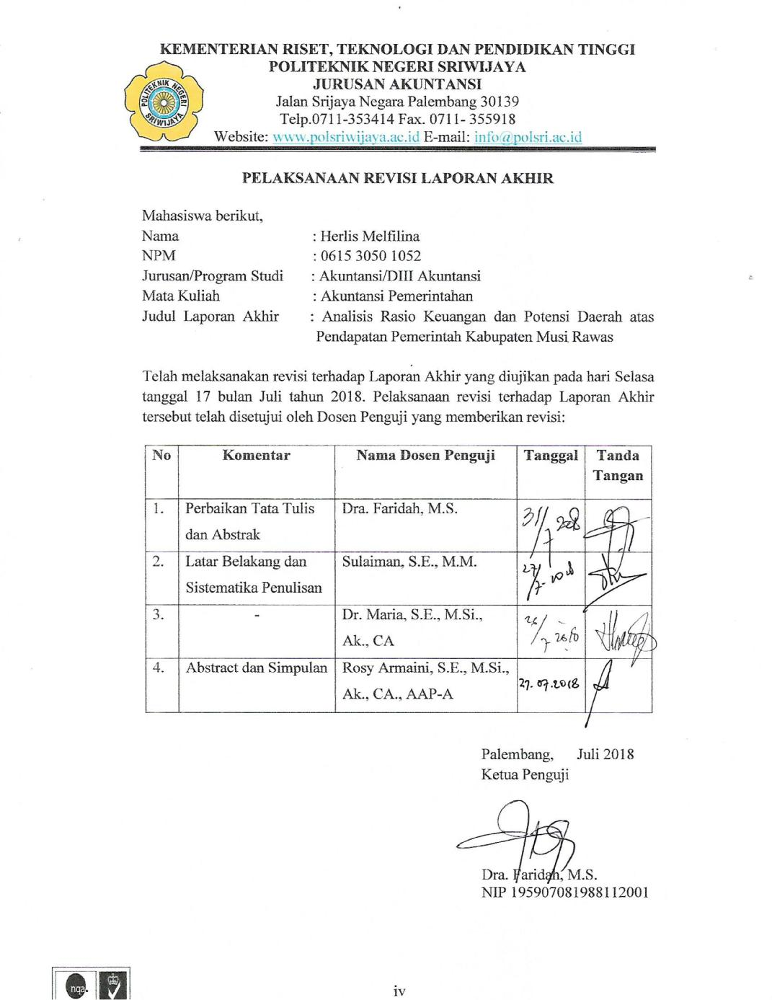 KEMENTERIAN RISET, TEKNOLOGI DAN PENDIDIKAN TINGGI
POLITEKNIK NEGERI SRIWIJAYA
JURUSAN AKUNTANSI
Jalan Srijaya Negara Palembang 30139
Telp.0711-353414 Fax. 0711- 355918
Website: www.polsriwijaya.ac.id E-mail: info@polsri.ac.id
POLITEKNIK NEGERI
SRIWIJAYA
PELAKSANAAN REVISI LAPORAN AKHIR
Mahasiswa berikut,
Nama : Herlis Melfilina
NPM : 0615 3050 1052
Jurusan/Program Studi : Akuntansi/DIII Akuntansi
Mata Kuliah : Akuntansi Pemerintahan
Judul Laporan Akhir : Analisis Rasio Keuangan dan Potensi Daerah atas
Pendapatan Pemerintah Kabupaten Musi Rawas
Telah melaksanakan revisi terhadap Laporan Akhir yang diujikan pada hari Selasa
tanggal 17 bulan Juli tahun 2018. Pelaksanaan revisi terhadap Laporan Akhir
tersebut telah disetujui oleh Dosen Penguji yang memberikan revisi:
No Komentar Nama Dosen Penguji Tanggal Tanda
Tangan
1. Perbaikan Tata Tulis Dra. Faridah, M.S. 31/7 2018
dan Abstrak
2. Latar Belakang dan Sulaiman, S.E., M.M. 27/7-2018
Sistematika Penulisan
3. - Dr. Maria, S.E., M.Si., 26/7 2018
Ak., CA
4. Abstract dan Simpulan Rosy Armaini, S.E., M.Si., 27.07.2018
Ak., CA., AAP-A
Palembang, Juli 2018
Ketua Penguji
Dra. Faridah, M.S.
NIP 195907081988112001
nqa.
iv